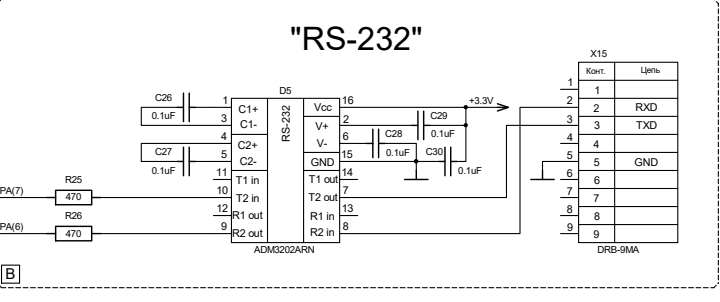 "RS-232"
X15
Конт. Цепь
1 1
2 2 RXD
3 3 TXD
4 4
5 5 GND
6 6
7 7
8 8
9 9
DRB-9MA
D5
RS-232
C26
0.1uF
C27
0.1uF
1 C1+ Vcc 16
3 C1- V+ 2
4 C2+ V- 6
5 C2- GND 15
11 T1 in T1 out 14
10 T2 in T2 out 7
12 R1 out R1 in 13
9 R2 out R2 in 8
ADM3202ARN
+3.3V
C29
0.1uF
C28
0.1uF
C30
0.1uF
PA(7) R25
470
PA(6) R26
470
B